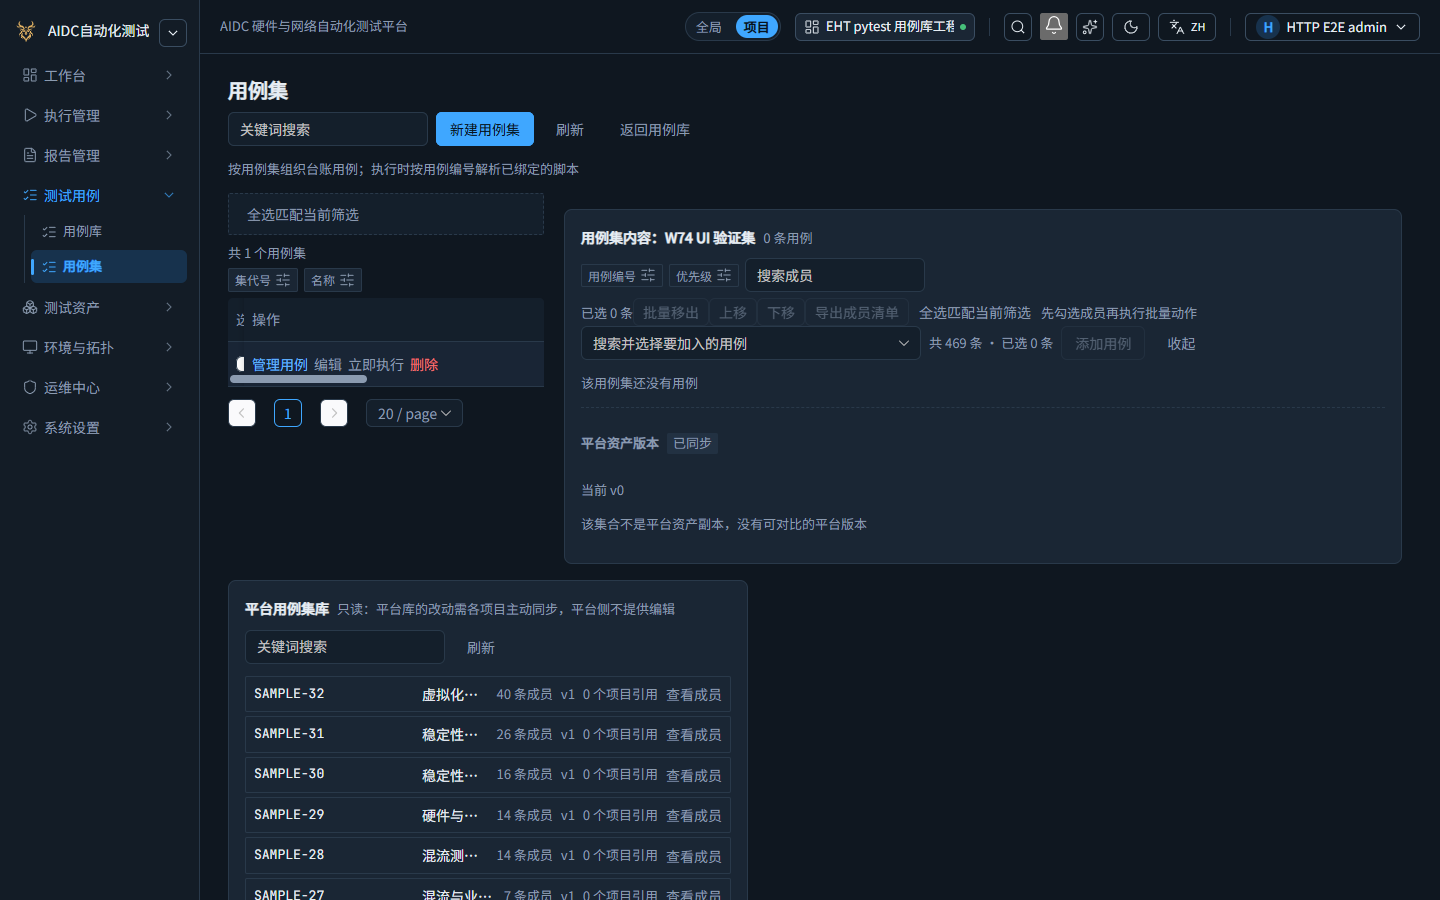 AIDC自动化测试
AIDC 硬件与网络自动化测试平台
全局
项目
EHT pytest 用例库工程
ZH
H
HTTP E2E admin
工作台
执行管理
报告管理
测试用例
用例库
用例集
测试资产
环境与拓扑
运维中心
系统设置
用例集
关键词搜索
新建用例集
刷新
返回用例库
按用例集组织台账用例；执行时按用例编号解析已绑定的脚本
全选匹配当前筛选
共 1 个用例集
集代号
名称
操作
管理用例 编辑 立即执行 删除
1
20 / page
用例集内容：W74 UI 验证集 0 条用例
用例编号
优先级
搜索成员
已选 0 条 批量移出 上移 下移 导出成员清单 全选匹配当前筛选 先勾选成员再执行批量动作
搜索并选择要加入的用例
共 469 条 · 已选 0 条
添加用例
收起
该用例集还没有用例
平台资产版本 已同步
当前 v0
该集合不是平台资产副本，没有可对比的平台版本
平台用例集库 只读：平台库的改动需各项目主动同步，平台侧不提供编辑
关键词搜索
刷新
SAMPLE-32 虚拟化… 40 条成员 v1 0 个项目引用 查看成员
SAMPLE-31 稳定性… 26 条成员 v1 0 个项目引用 查看成员
SAMPLE-30 稳定性… 16 条成员 v1 0 个项目引用 查看成员
SAMPLE-29 硬件与… 14 条成员 v1 0 个项目引用 查看成员
SAMPLE-28 混流测… 14 条成员 v1 0 个项目引用 查看成员
SAMPLE-27 混流与业… 7 条成员 v1 0 个项目引用 查看成员